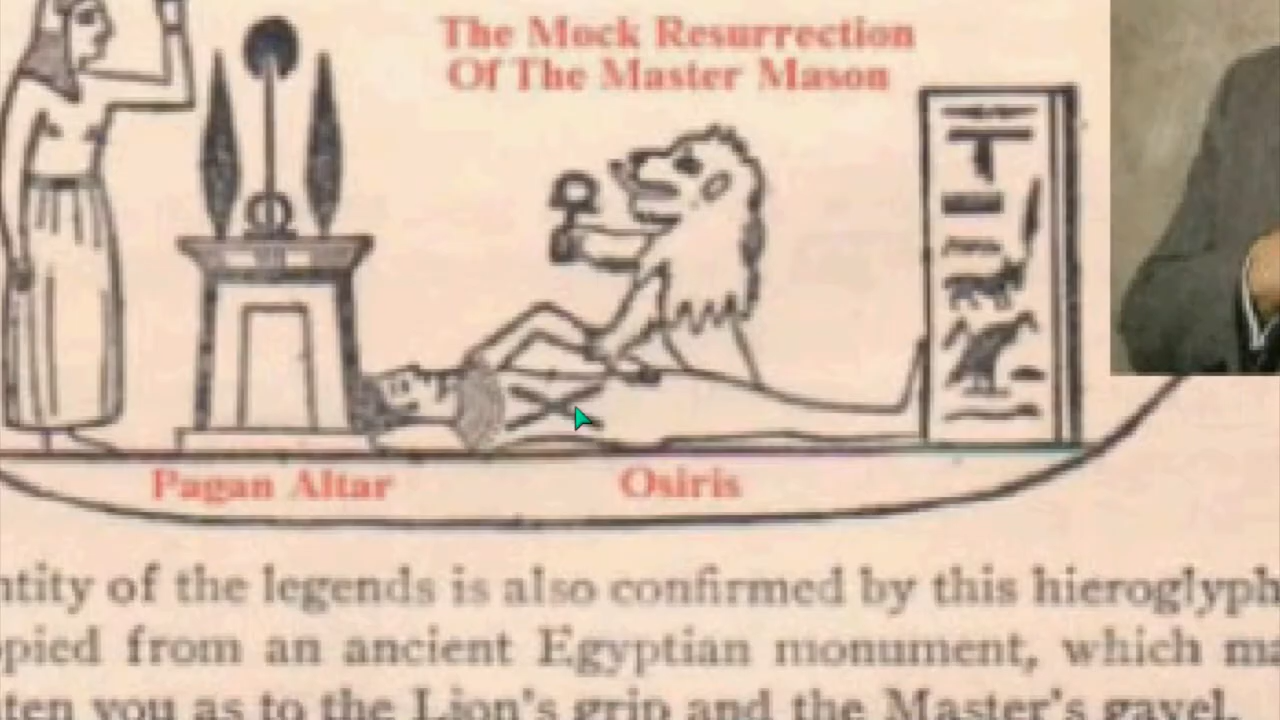 The Mock Resurrection
Of The Master Mason
Pagan Altar
Osiris
ntity of the legends is also confirmed by this hieroglyph
opied from an ancient Egyptian monument, which ma
ten you as to the Lion's grip and the Master's gavel.